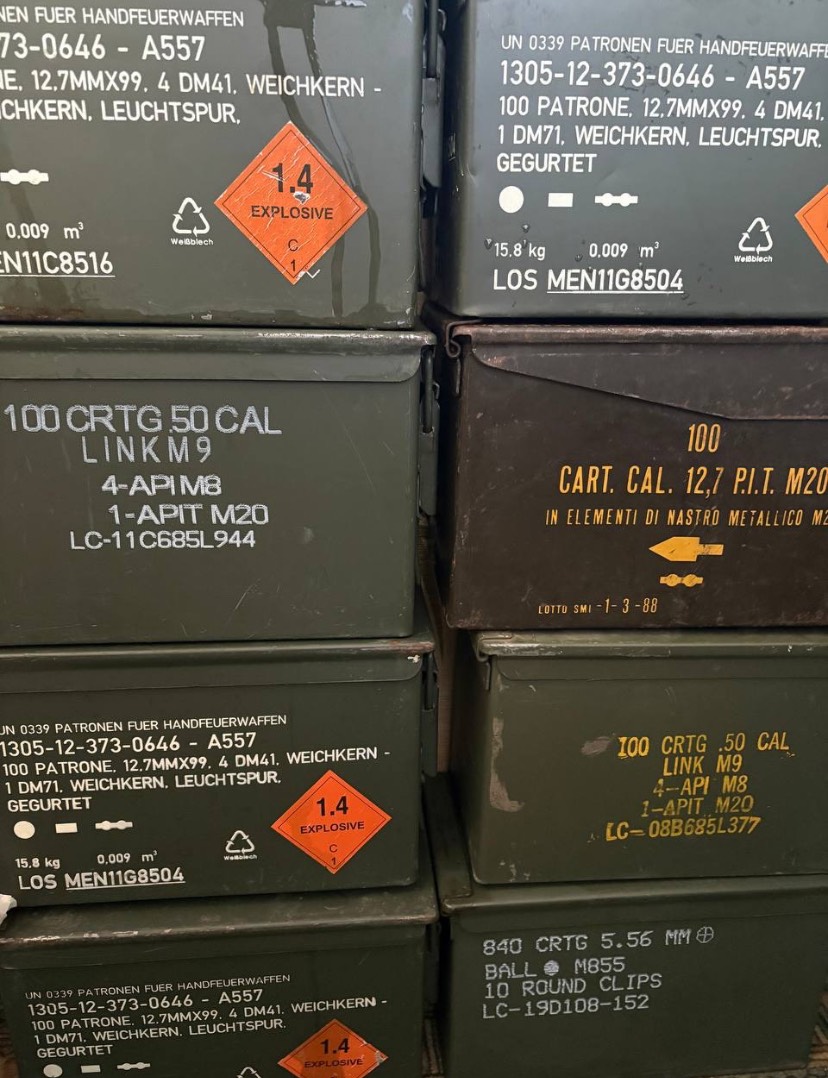 NEN FUER HANDFEUERWAFFEN
73-0646 - A557
NE, 12,7MMX99, 4 DM41, WEICHKERN -
CHKERN, LEUCHTSPUR,
1.4
EXPLOSIVE
C
1
Weißblech
0,009 m³
EN11C8516
UN 0339 PATRONEN FUER HANDFEUERWAFFE
1305-12-373-0646 - A557
100 PATRONE, 12,7MMX99, 4 DM41,
1 DM71, WEICHKERN, LEUCHTSPUR,
GEGURTET
15.8 kg 0,009 m³
Weißblech
LOS MEN11G8504
100 CRTG 50 CAL
LINK M9
4-API M8
1-APIT M20
LC-11C685L944
100
CART. CAL. 12,7 P.I.T. M20
IN ELEMENTI DI NASTRO METALLICO M2
LOTTO SMI -1-3-88
UN 0339 PATRONEN FUER HANDFEUERWAFFEN
1305-12-373-0646 - A557
100 PATRONE, 12,7MMX99, 4 DM41, WEICHKERN -
1 DM71, WEICHKERN, LEUCHTSPUR,
GEGURTET
1.4
EXPLOSIVE
C
1
15,8 kg 0,009 m³
Weißblech
LOS MEN11G8504
100 CRTG .50 CAL
LINK M9
4-API M8
1-APIT M20
LC-08B685L377
UN 0339 PATRONEN FUER HANDFEUERWAFFEN
1305-12-373-0646 - A557
100 PATRONE, 12,7MMX99, 4 DM41, WEICHKERN -
1 DM71, WEICHKERN, LEUCHTSPUR,
GEGURTET
1.4
EXPLOSIVE
840 CRTG 5.56 MM
BALL M855
10 ROUND CLIPS
LC-19D108-152